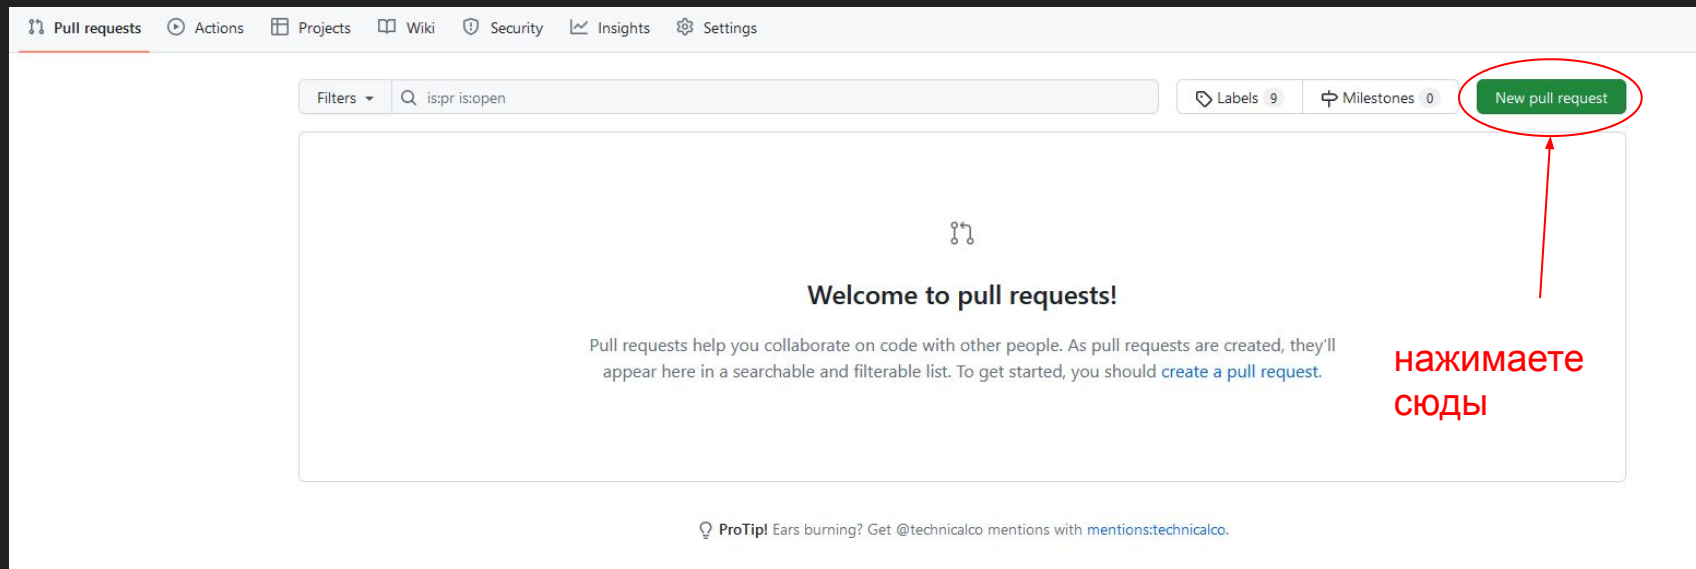 Pull requests Actions Projects Wiki Security Insights Settings
Filters is:pr is:open Labels 9 Milestones 0 New pull request
Welcome to pull requests!
Pull requests help you collaborate on code with other people. As pull requests are created, they'll
appear here in a searchable and filterable list. To get started, you should create a pull request.
нажимаете
сюды
ProTip! Ears burning? Get @technicalco mentions with mentions:technicalco.